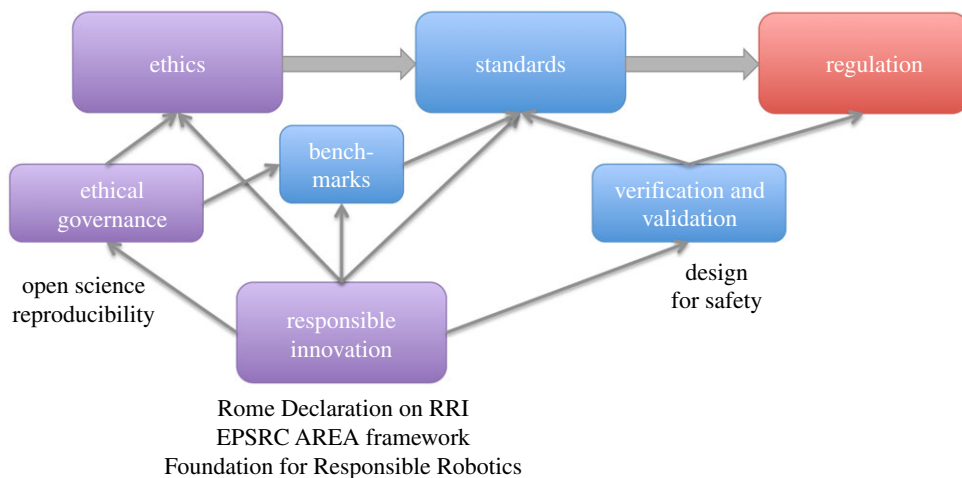 ethics
standards
regulation
bench-
marks
ethical
governance
verification and
validation
open science
reproducibility
design
for safety
responsible
innovation
Rome Declaration on RRI
EPSRC AREA framework
Foundation for Responsible Robotics